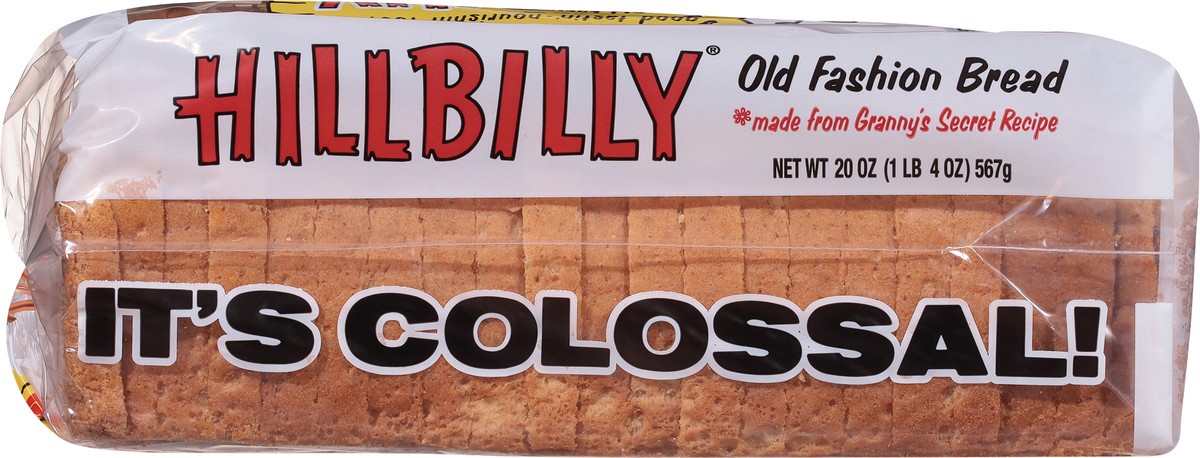 HILLBILLY®
Old Fashion Bread
*made from Granny's Secret Recipe
NET WT 20 OZ (1 LB 4 OZ) 567g
IT'S COLOSSAL!